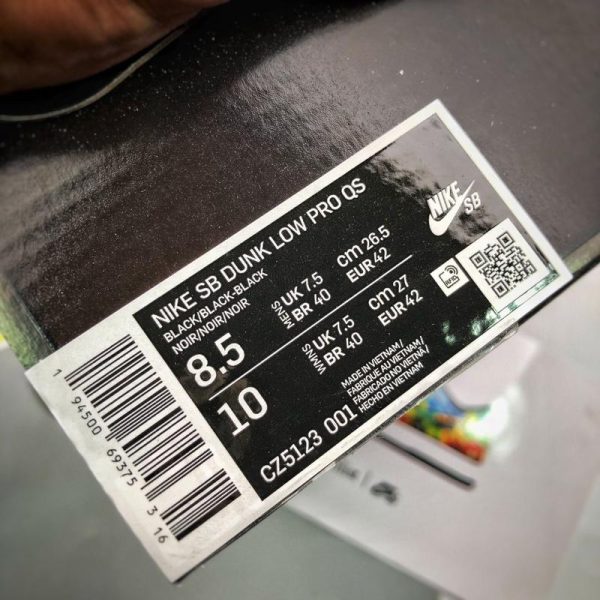 NIKE SB DUNK LOW PRO QS
BLACK/BLACK-BLACK
NOIR/NOIR/NOIR
8.5
MENS UK 7.5 cm 26.5
BR 40 EUR 42
10
WMNS UK 7.5 cm 27
BR 40 EUR 42
CZ5123 001
MADE IN VIETNAM/
FABRIQUE AU VIETNAM/
FABRICADO NO VIETNÃ/
HECHO EN VIETNAM
NIKE
SB
1 94500 69375 3 16